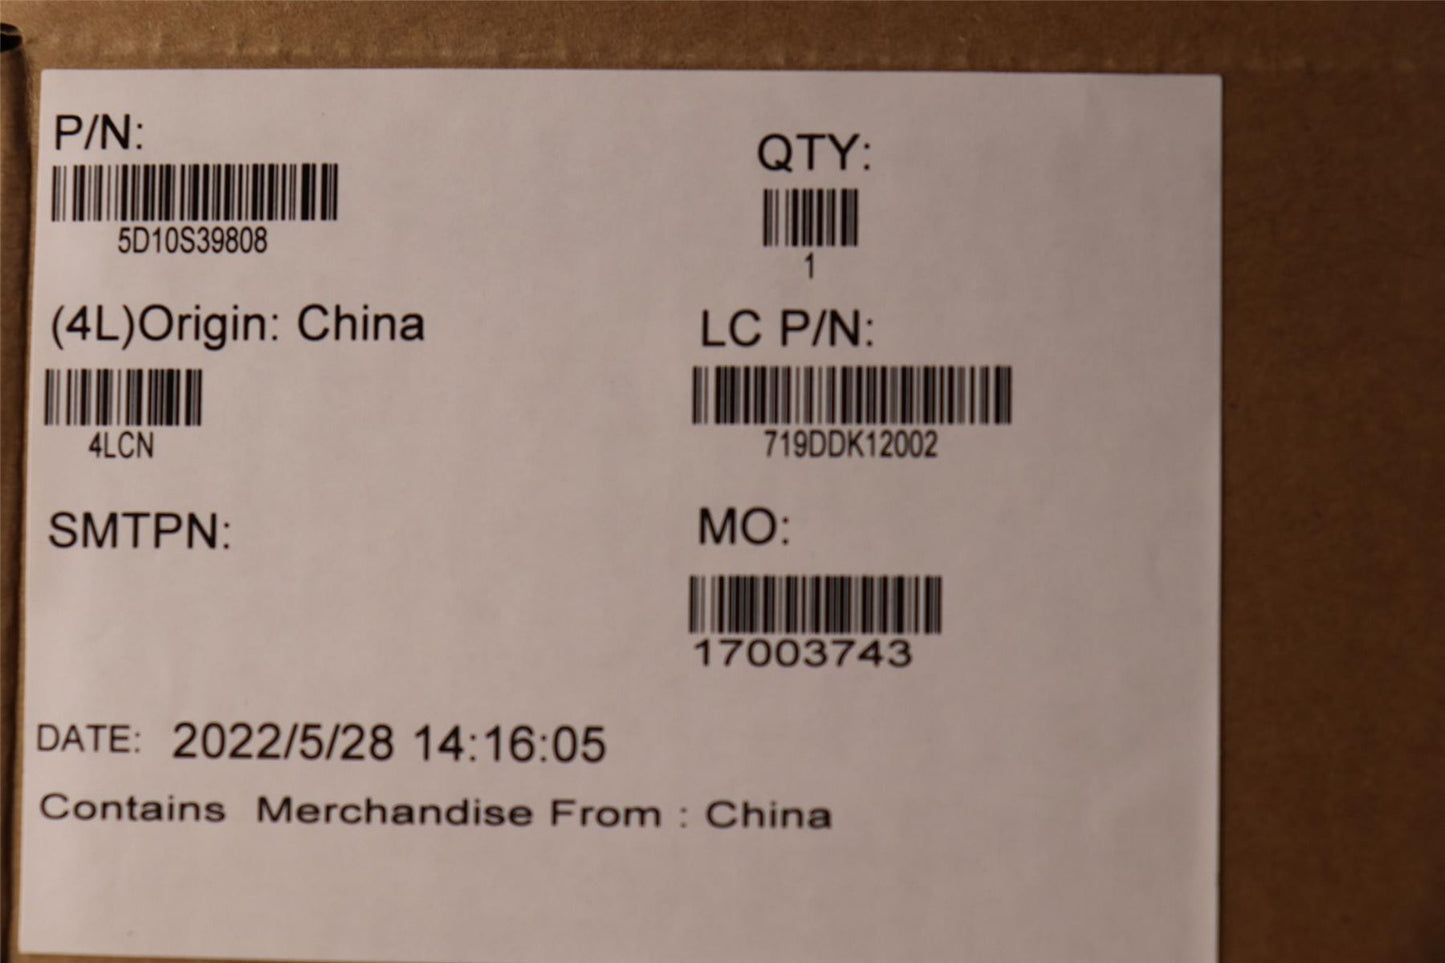 P/N:
5D10S39808
QTY:
1
(4L)Origin: China
4LCN
LC P/N:
719DDK12002
SMTPN:
MO:
17003743
DATE: 2022/5/28 14:16:05
Contains Merchandise From : China